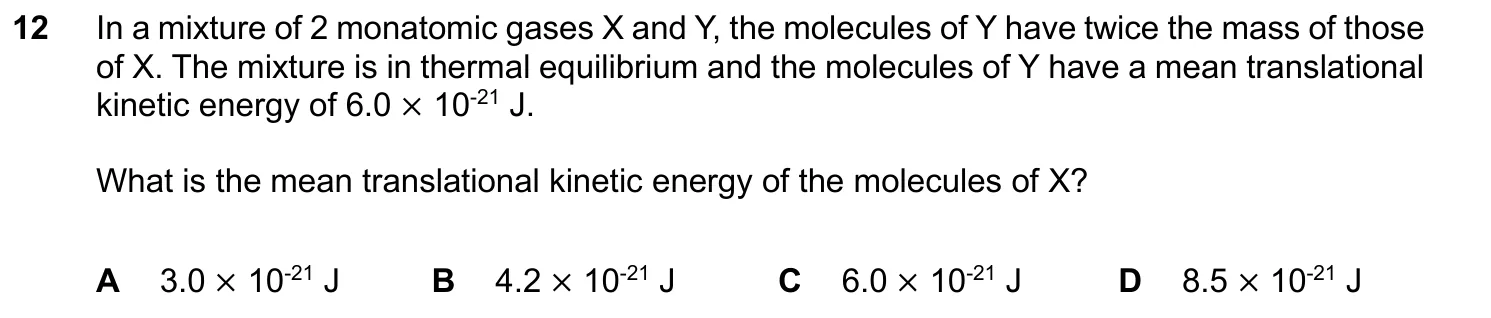 12 In a mixture of 2 monatomic gases X and Y, the molecules of Y have twice the mass of those
of X. The mixture is in thermal equilibrium and the molecules of Y have a mean translational
kinetic energy of 6.0 × 10⁻²¹ J.
What is the mean translational kinetic energy of the molecules of X?
A 3.0 × 10⁻²¹ J B 4.2 × 10⁻²¹ J C 6.0 × 10⁻²¹ J D 8.5 × 10⁻²¹ J